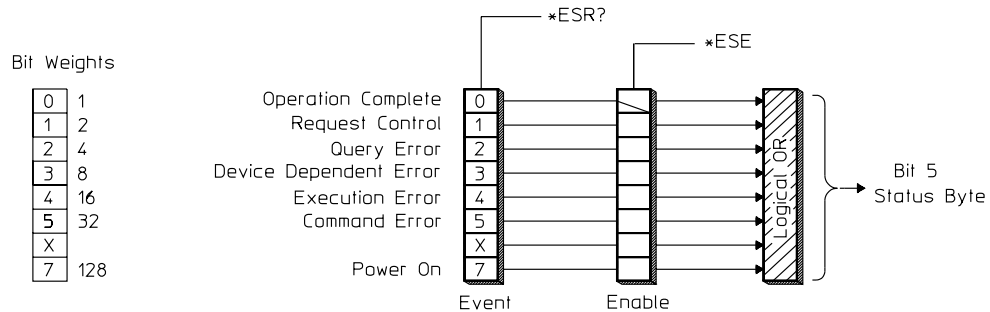 *ESR?
*ESE
Bit Weights
0 1
1 2
2 4
3 8
4 16
5 32
X
7 128
Operation Complete 0
Request Control 1
Query Error 2
Device Dependent Error 3
Execution Error 4
Command Error 5
X
Power On 7
Event
Enable
Logical OR
Bit 5
Status Byte